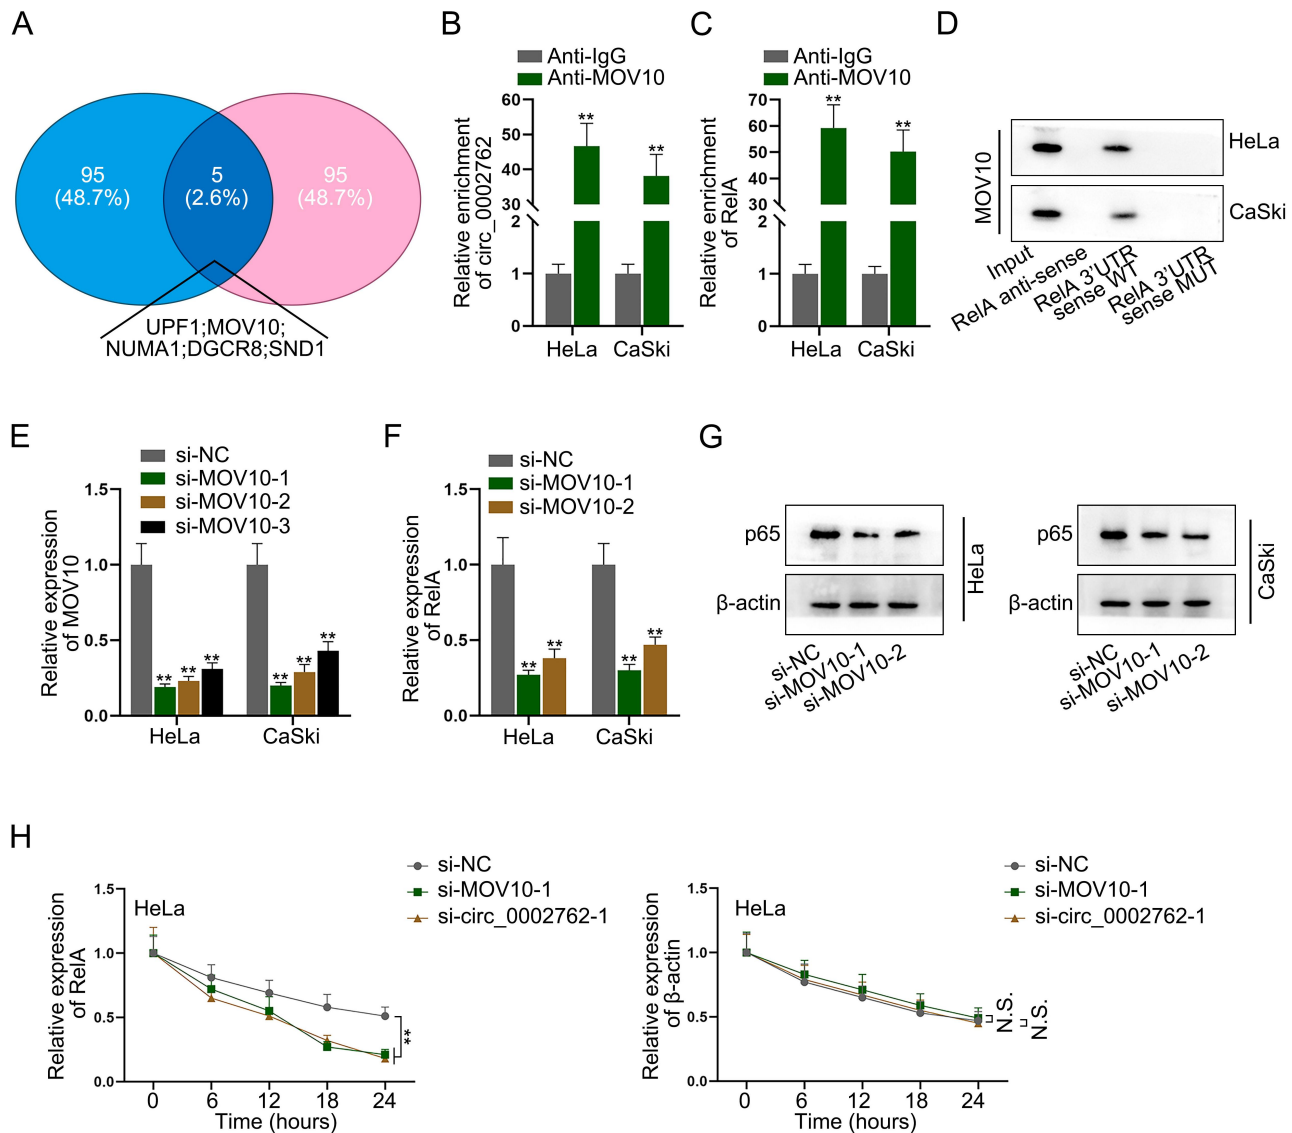 A
95
(48.7%)
5
(2.6%)
95
(48.7%)
UPF1;MOV10;
NUMA1;DGCR8;SND1
B
Anti-IgG
Anti-MOV10
Relative enrichment
of circ_0002762
60
50
40
30
2
1
0
**
**
HeLa
CaSki
C
Anti-IgG
Anti-MOV10
Relative enrichment
of RelA
70
60
50
40
30
2
1
0
**
**
HeLa
CaSki
D
MOV10
HeLa
CaSki
Input
RelA anti-sense
RelA 3'UTR
sense WT
RelA 3'UTR
sense MUT
E
si-NC
si-MOV10-1
si-MOV10-2
si-MOV10-3
Relative expression
of MOV10
1.5
1.0
0.5
0.0
**
**
**
**
**
**
HeLa
CaSki
F
si-NC
si-MOV10-1
si-MOV10-2
Relative expression
of RelA
1.5
1.0
0.5
0.0
**
**
**
**
HeLa
CaSki
G
p65
β-actin
HeLa
si-NC
si-MOV10-1
si-MOV10-2
p65
β-actin
CaSki
si-NC
si-MOV10-1
si-MOV10-2
H
si-NC
si-MOV10-1
si-circ_0002762-1
HeLa
Relative expression
of RelA
1.5
1.0
0.5
0.0
**
0 6 12 18 24
Time (hours)
si-NC
si-MOV10-1
si-circ_0002762-1
HeLa
Relative expression
of β-actin
1.5
1.0
0.5
0.0
N.S.
N.S.
0 6 12 18 24
Time (hours)